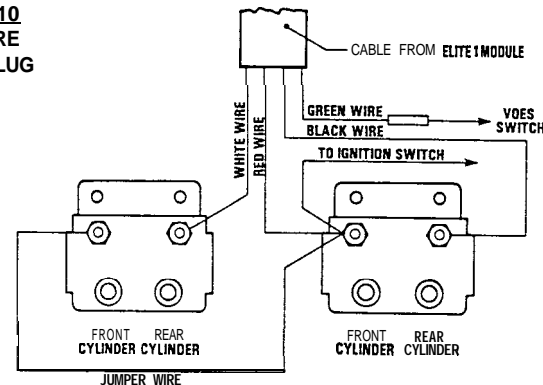 10
RE
LUG
CABLE FROM ELITE 1 MODULE
GREEN WIRE
VOES
SWITCH
BLACK WIRE
WHITE WIRE
RED WIRE
TO IGNITION SWITCH
FRONT REAR
CYLINDER CYLINDER
FRONT REAR
CYLINDER CYLINDER
JUMPER WIRE